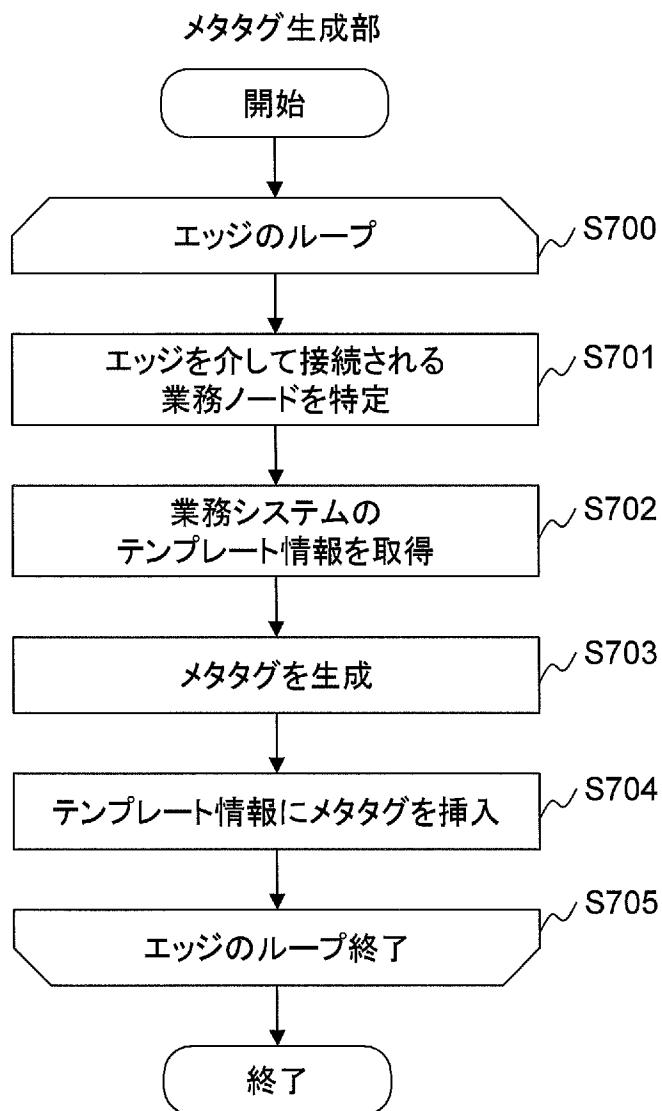 メタタグ生成部
開始
エッジのループ
S700
エッジを介して接続される
業務ノードを特定
S701
業務システムの
テンプレート情報を取得
S702
メタタグを生成
S703
テンプレート情報にメタタグを挿入
S704
エッジのループ終了
S705
終了